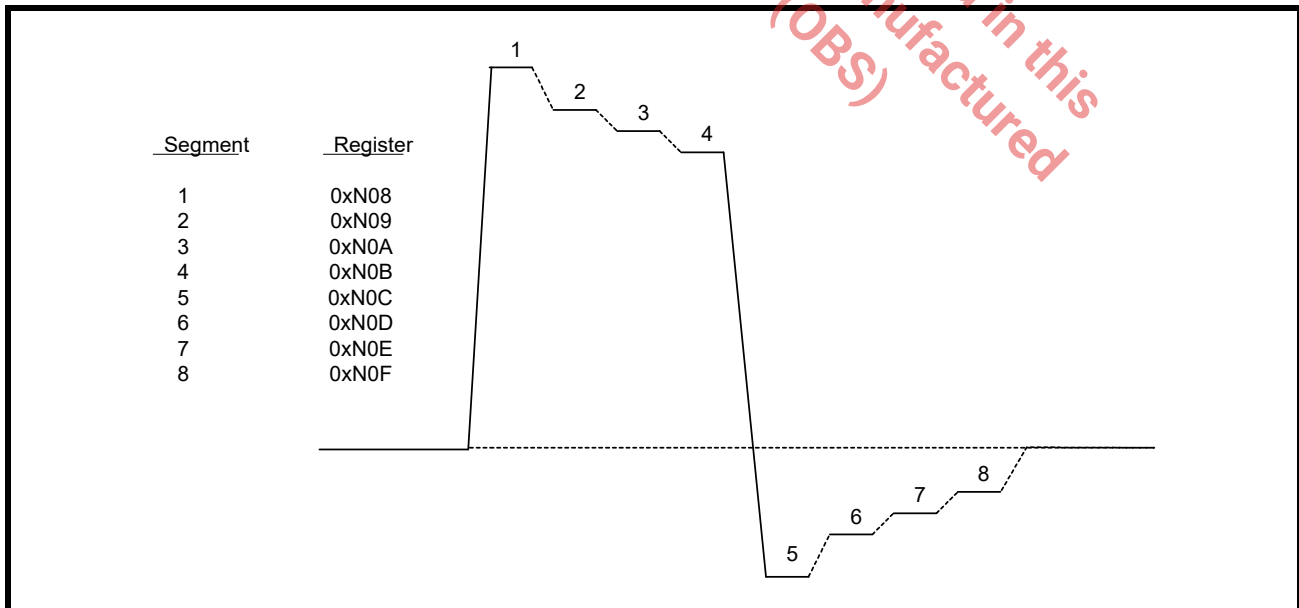 d in this
nufactured
(OBS)
1
2
3
4
Segment Register
1 0xN08
2 0xN09
3 0xN0A
4 0xN0B
5 0xN0C
6 0xN0D
7 0xN0E
8 0xN0F
8
7
6
5